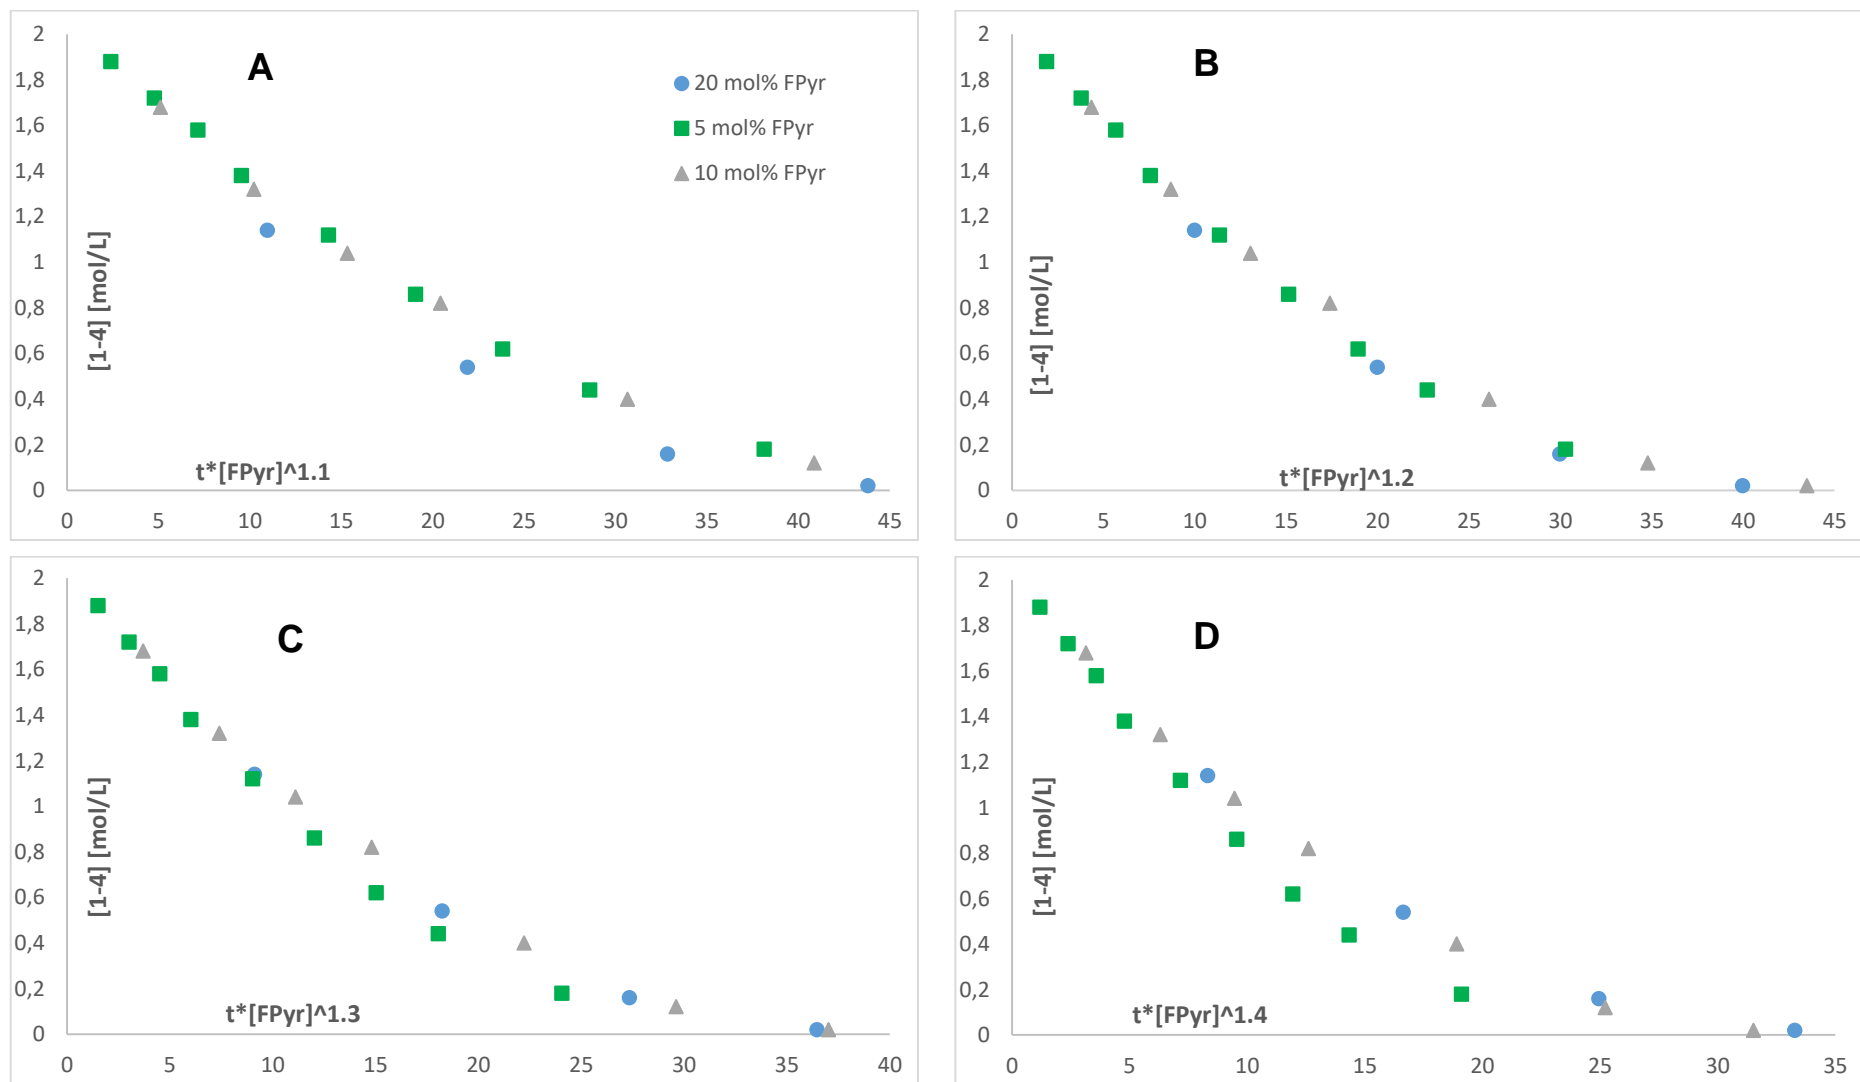 A
2
1,8
1,6
1,4
1,2
1
0,8
0,6
0,4
0,2
0
[1-4] [mol/L]
20 mol% FPyr
5 mol% FPyr
10 mol% FPyr
t*[FPyr]^1.1
0 5 10 15 20 25 30 35 40 45
B
2
1,8
1,6
1,4
1,2
1
0,8
0,6
0,4
0,2
0
[1-4] [mol/L]
t*[FPyr]^1.2
0 5 10 15 20 25 30 35 40 45
C
2
1,8
1,6
1,4
1,2
1
0,8
0,6
0,4
0,2
0
[1-4] [mol/L]
t*[FPyr]^1.3
0 5 10 15 20 25 30 35 40
D
2
1,8
1,6
1,4
1,2
1
0,8
0,6
0,4
0,2
0
[1-4] [mol/L]
t*[FPyr]^1.4
0 5 10 15 20 25 30 35